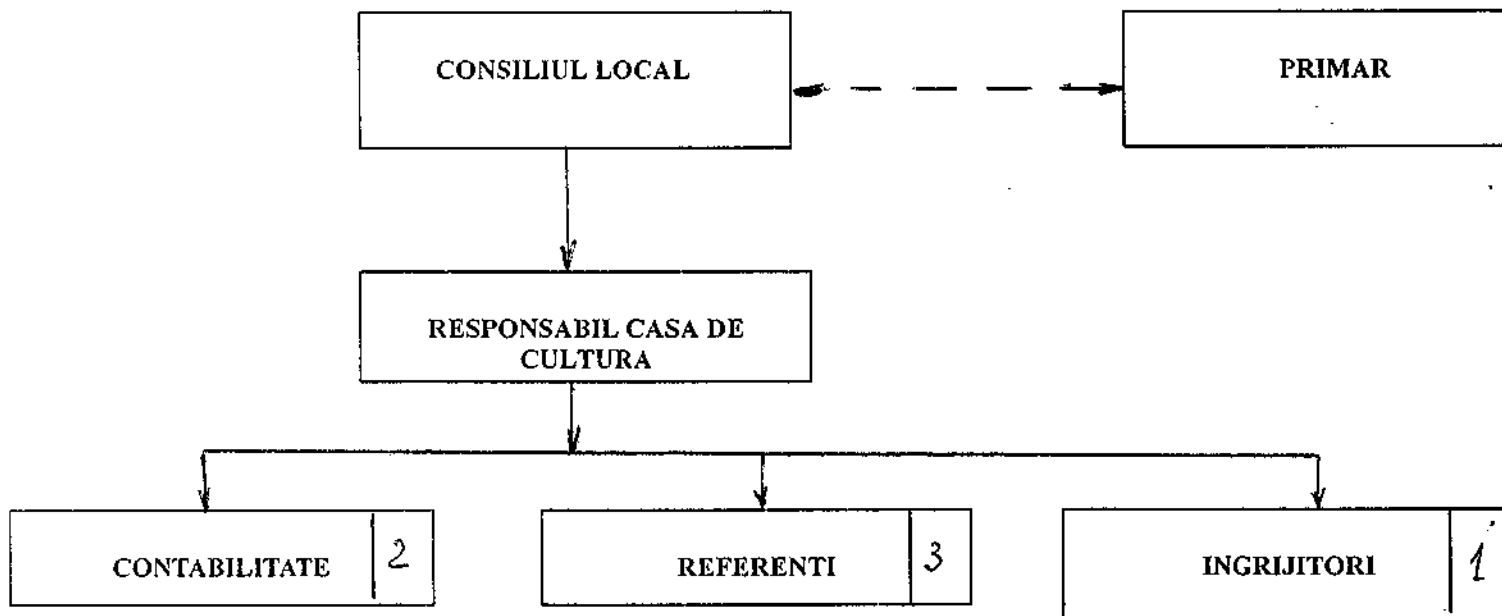 CONSILIUL LOCAL
PRIMAR
RESPONSABIL CASA DE
CULTURA
CONTABILITATE 2
REFERENTI 3
INGRIJITORI 1